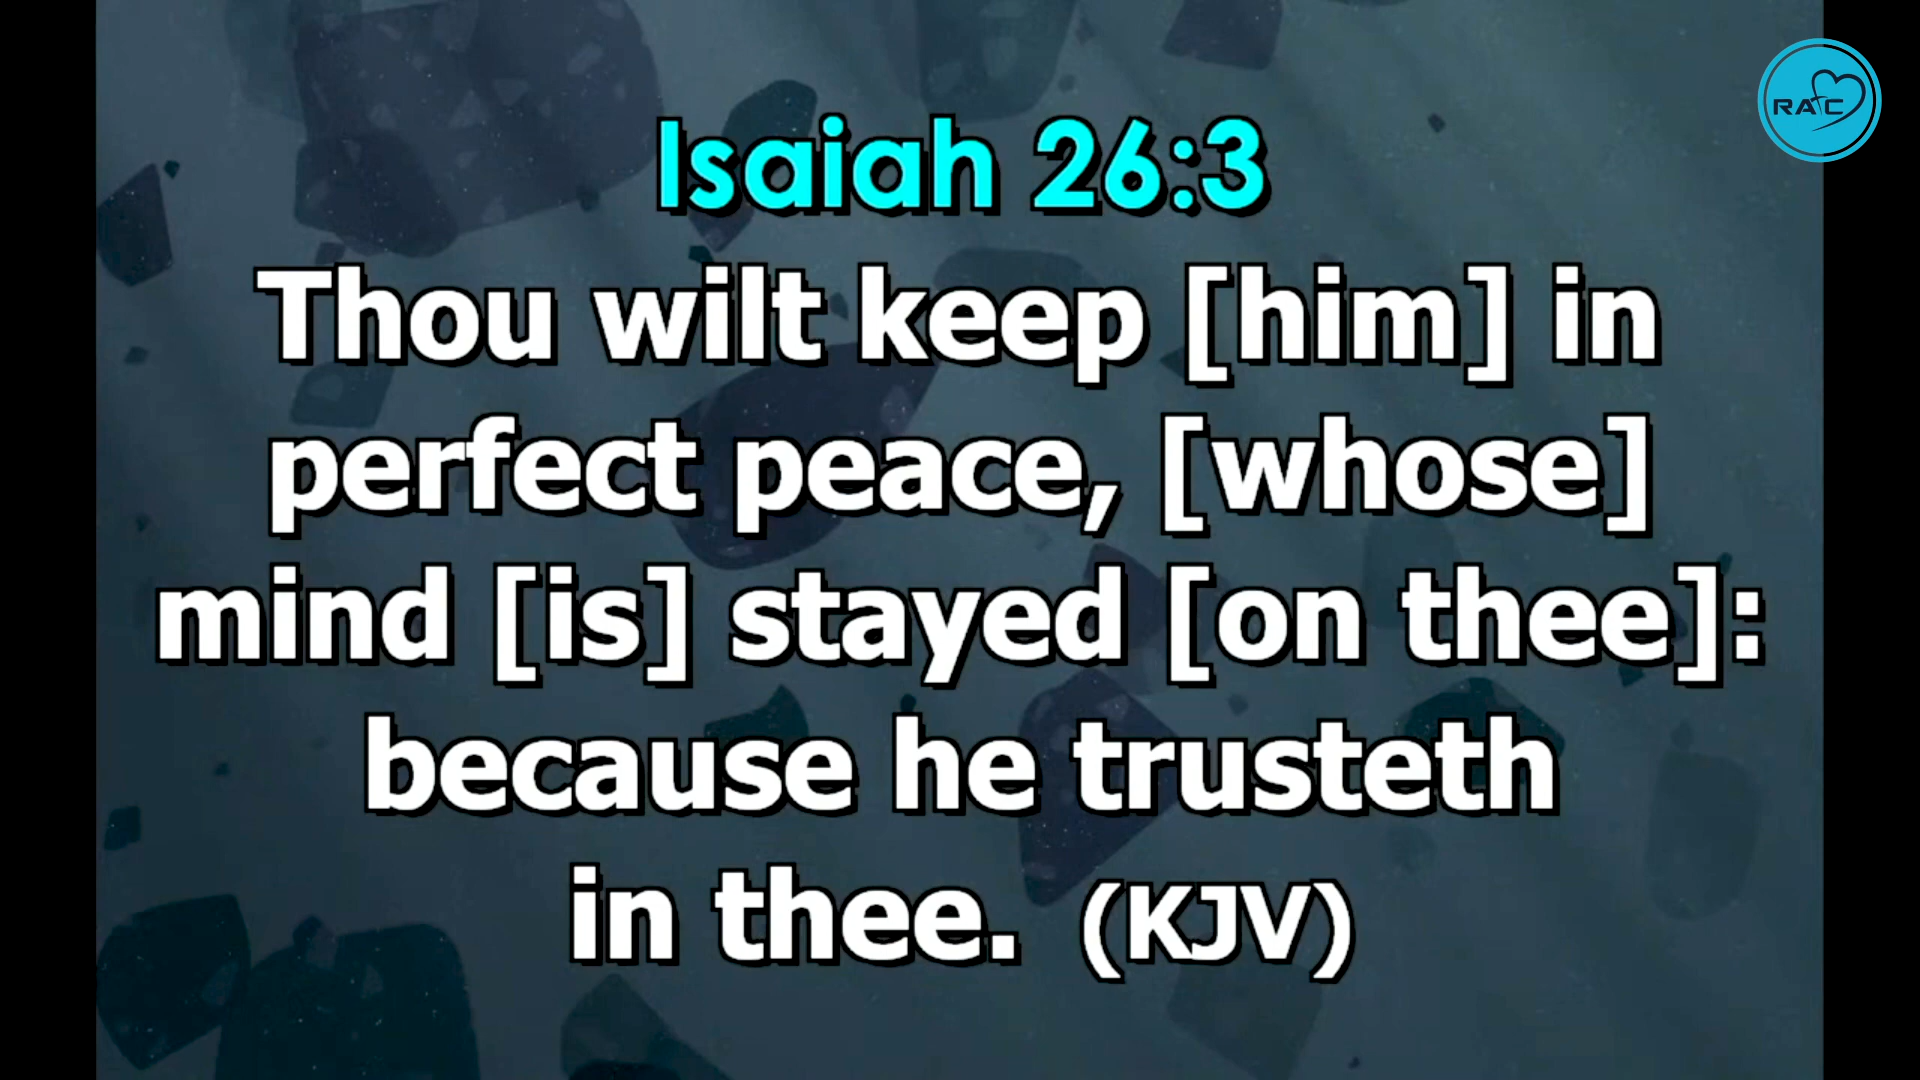 RAFC
Isaiah 26:3
Thou wilt keep [him] in
perfect peace, [whose]
mind [is] stayed [on thee]:
because he trusteth
in thee. (KJV)